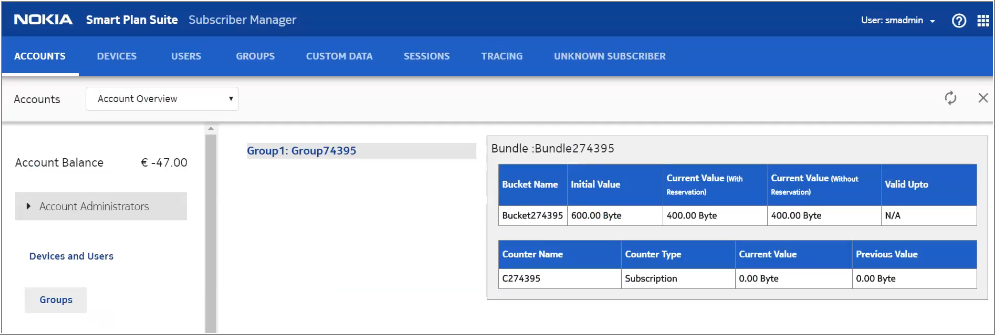 NOKIA Smart Plan Suite Subscriber Manager User: smadmin
ACCOUNTS DEVICES USERS GROUPS CUSTOM DATA SESSIONS TRACING UNKNOWN SUBSCRIBER
Accounts Account Overview
Account Balance € -47.00
Account Administrators
Devices and Users
Groups
Group1: Group74395
Bundle :Bundle274395
Bucket Name Initial Value Current Value (With Reservation) Current Value (Without Reservation) Valid Upto
Bucket274395 600.00 Byte 400.00 Byte 400.00 Byte N/A
Counter Name Counter Type Current Value Previous Value
C274395 Subscription 0.00 Byte 0.00 Byte